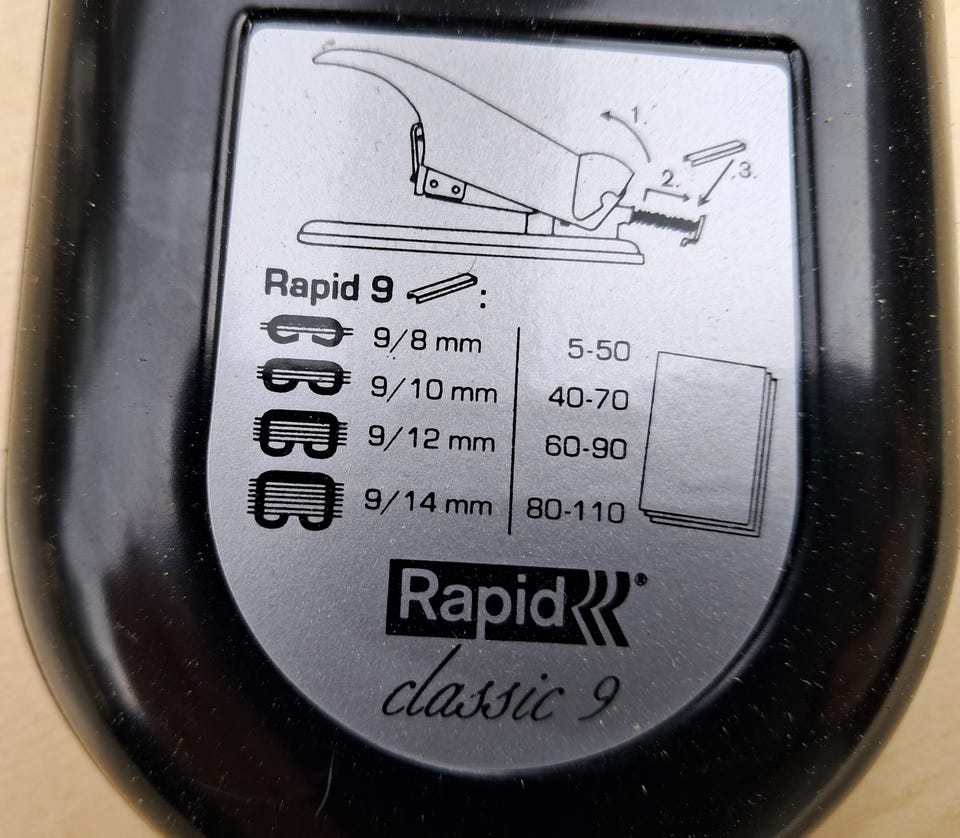 1.
2.
3.
Rapid 9 :
9/8 mm 5-50
9/10 mm 40-70
9/12 mm 60-90
9/14 mm 80-110
Rapid®
classic 9